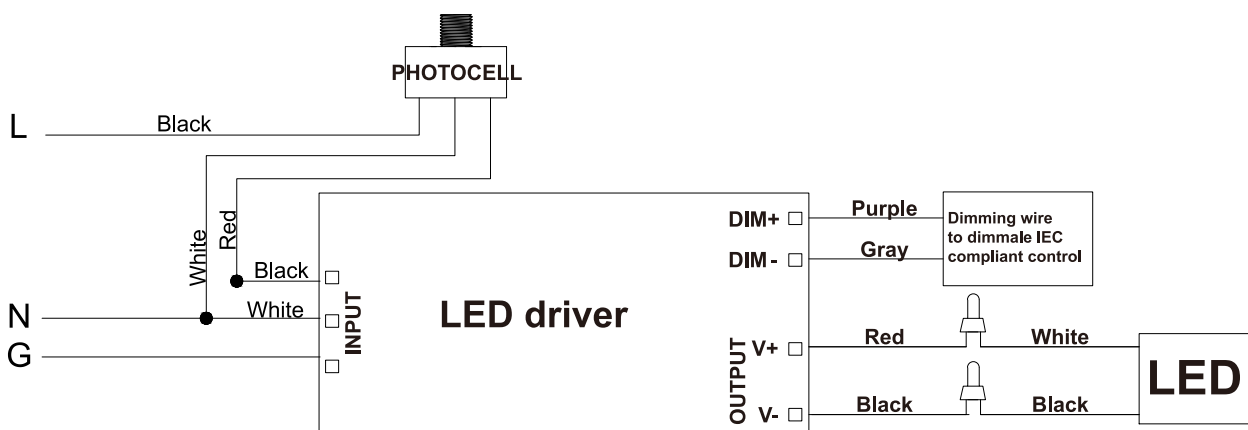 PHOTOCELL
L
Black
White
Red
Black
White
N
G
INPUT
LED driver
DIM+
DIM-
Purple
Gray
Dimming wire
to dimmale IEC
compliant control
OUTPUT
V+
V-
Red
White
Black
Black
LED